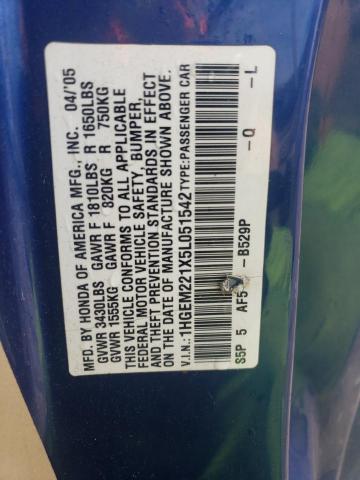 MFD. BY HONDA OF AMERICA MFG., INC. 04/'05
GVWR 3430LBS GAWR F 1810LBS R 1650LBS
GVWR 1555KG GAWR F 820KG R 750KG
THIS VEHICLE CONFORMS TO ALL APPLICABLE
FEDERAL MOTOR VEHICLE SAFETY, BUMPER,
AND THEFT PREVENTION STANDARDS IN EFFECT
ON THE DATE OF MANUFACTURE SHOWN ABOVE.
V.I.N.: 1HGEM221X5L051542 TYPE:PASSENGER CAR
S5P 5 AF5 -B529P -Q -L